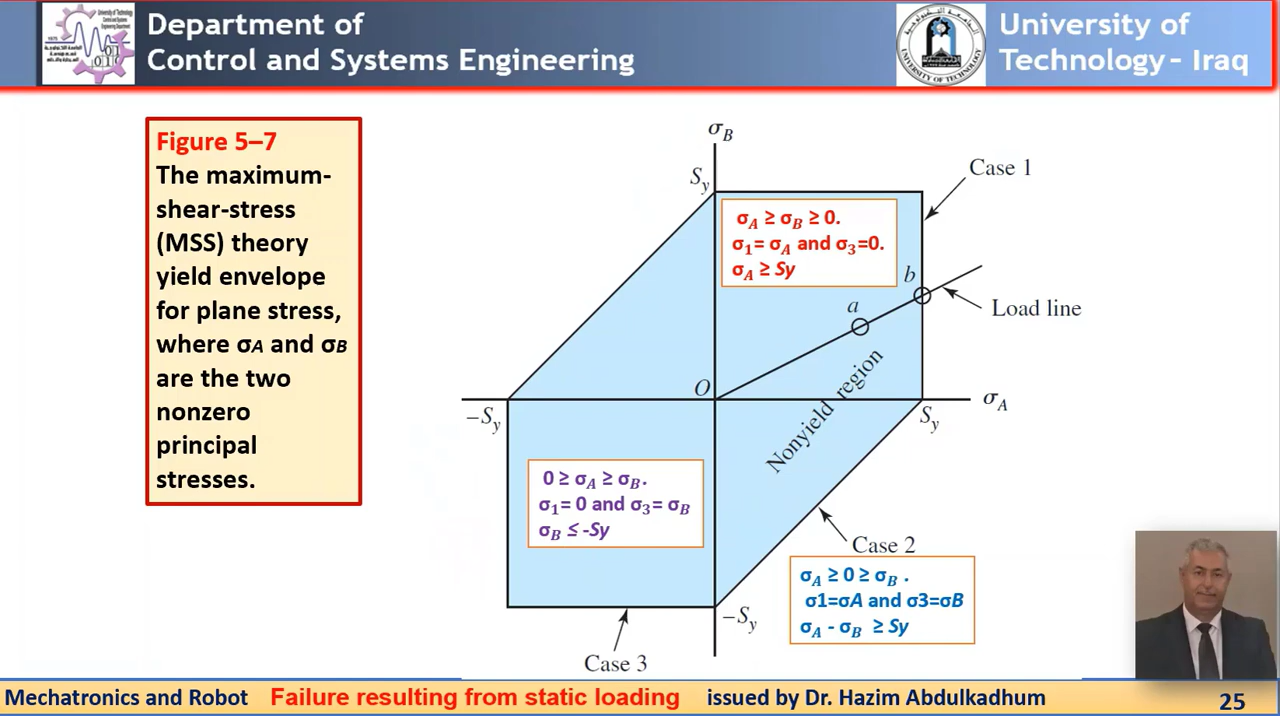 Department of
Control and Systems Engineering
University of
Technology - Iraq
Figure 5–7
The maximum-
shear-stress
(MSS) theory
yield envelope
for plane stress,
where σA and σB
are the two
nonzero
principal
stresses.
σB
Sy
Case 1
σA ≥ σB ≥ 0.
σ1= σA and σ3=0.
σA ≥ Sy
b
a
Load line
O
Nonyield region
−Sy
Sy
σA
0 ≥ σA ≥ σB.
σ1= 0 and σ3= σB
σB ≤ -Sy
Case 2
σA ≥ 0 ≥ σB .
σ1=σA and σ3=σB
σA - σB ≥ Sy
−Sy
Case 3
Mechatronics and Robot Failure resulting from static loading issued by Dr. Hazim Abdulkadhum 25